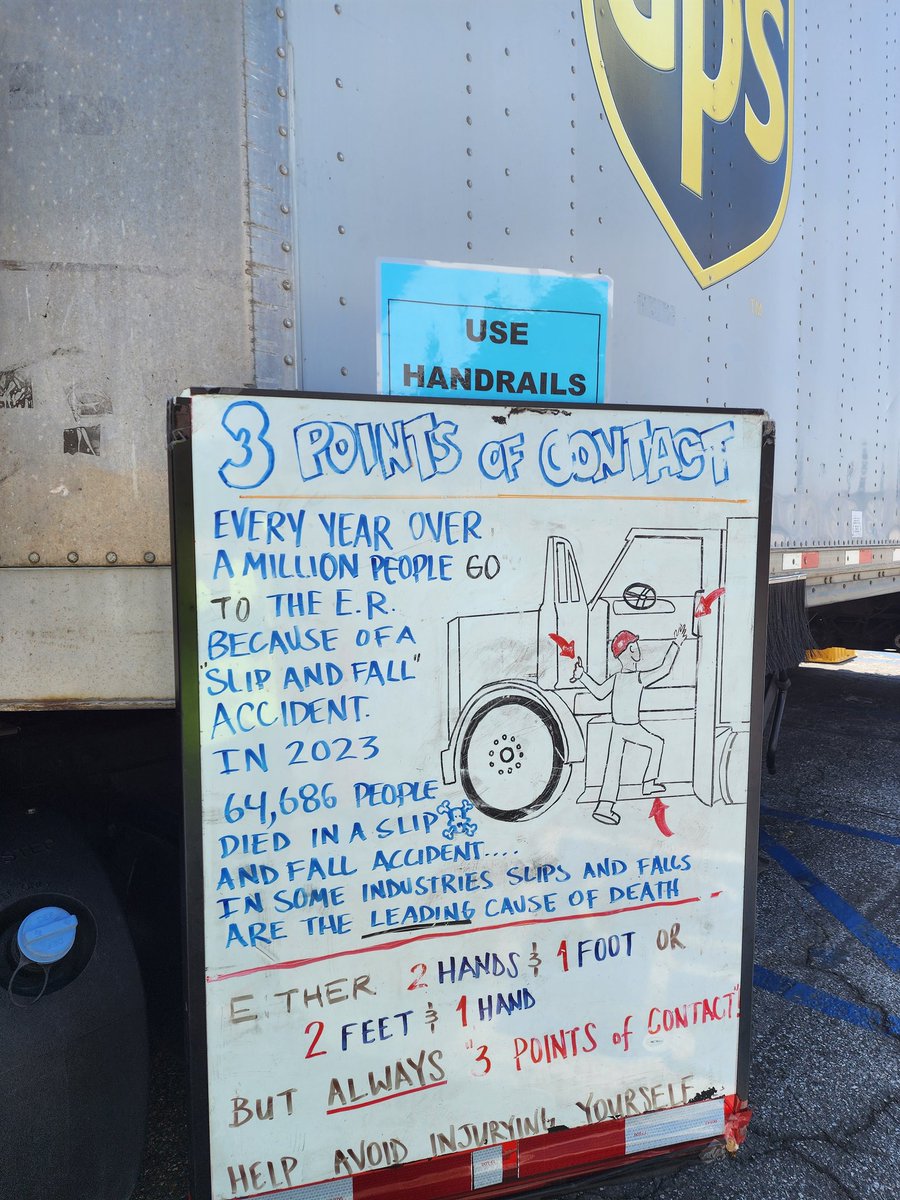 ups
TM
USE
HANDRAILS
3 POINTS OF CONTACT
EVERY YEAR OVER
A MILLION PEOPLE GO
TO THE E.R.
BECAUSE OF A
"SLIP AND FALL"
ACCIDENT.
IN 2023
64,686 PEOPLE
DIED IN A SLIP
AND FALL ACCIDENT....
IN SOME INDUSTRIES SLIPS AND FALLS
ARE THE LEADING CAUSE OF DEATH
EITHER 2 HANDS & 1 FOOT OR
2 FEET & 1 HAND
BUT ALWAYS "3 POINTS of CONTACT".
HELP AVOID INJURYING YOURSELF